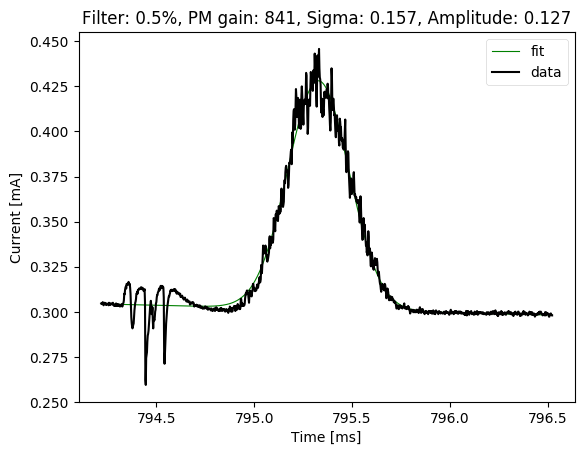 Filter: 0.5%, PM gain: 841, Sigma: 0.157, Amplitude: 0.127
0.450
0.425
0.400
0.375
0.350
0.325
0.300
0.275
0.250
Current [mA]
fit
data
794.5
795.0
795.5
796.0
796.5
Time [ms]